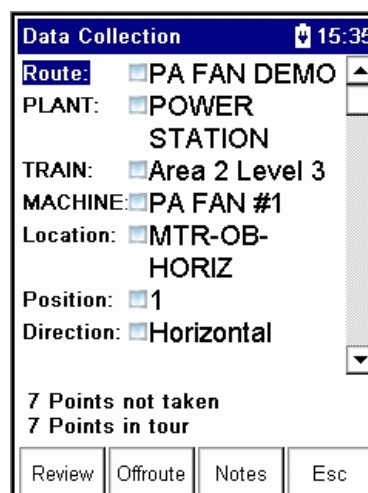 Data Collection 15:35
Route: PA FAN DEMO
PLANT: POWER
STATION
TRAIN: Area 2 Level 3
MACHINE: PA FAN #1
Location: MTR-OB-
HORIZ
Position: 1
Direction: Horizontal
7 Points not taken
7 Points in tour
Review Offroute Notes Esc